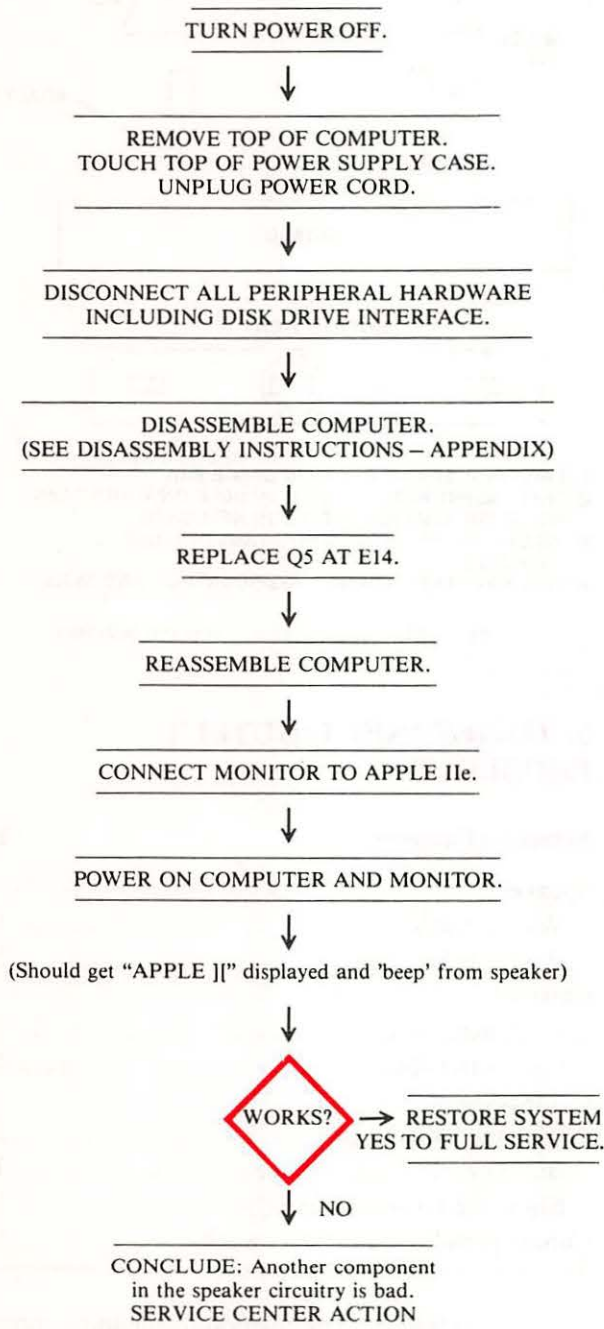 TURN POWER OFF.
REMOVE TOP OF COMPUTER.
TOUCH TOP OF POWER SUPPLY CASE.
UNPLUG POWER CORD.
DISCONNECT ALL PERIPHERAL HARDWARE
INCLUDING DISK DRIVE INTERFACE.
DISASSEMBLE COMPUTER.
(SEE DISASSEMBLY INSTRUCTIONS – APPENDIX)
REPLACE Q5 AT E14.
REASSEMBLE COMPUTER.
CONNECT MONITOR TO APPLE IIe.
POWER ON COMPUTER AND MONITOR.
(Should get “APPLE ][” displayed and 'beep' from speaker)
WORKS? → RESTORE SYSTEM
YES TO FULL SERVICE.
NO
CONCLUDE: Another component
in the speaker circuitry is bad.
SERVICE CENTER ACTION